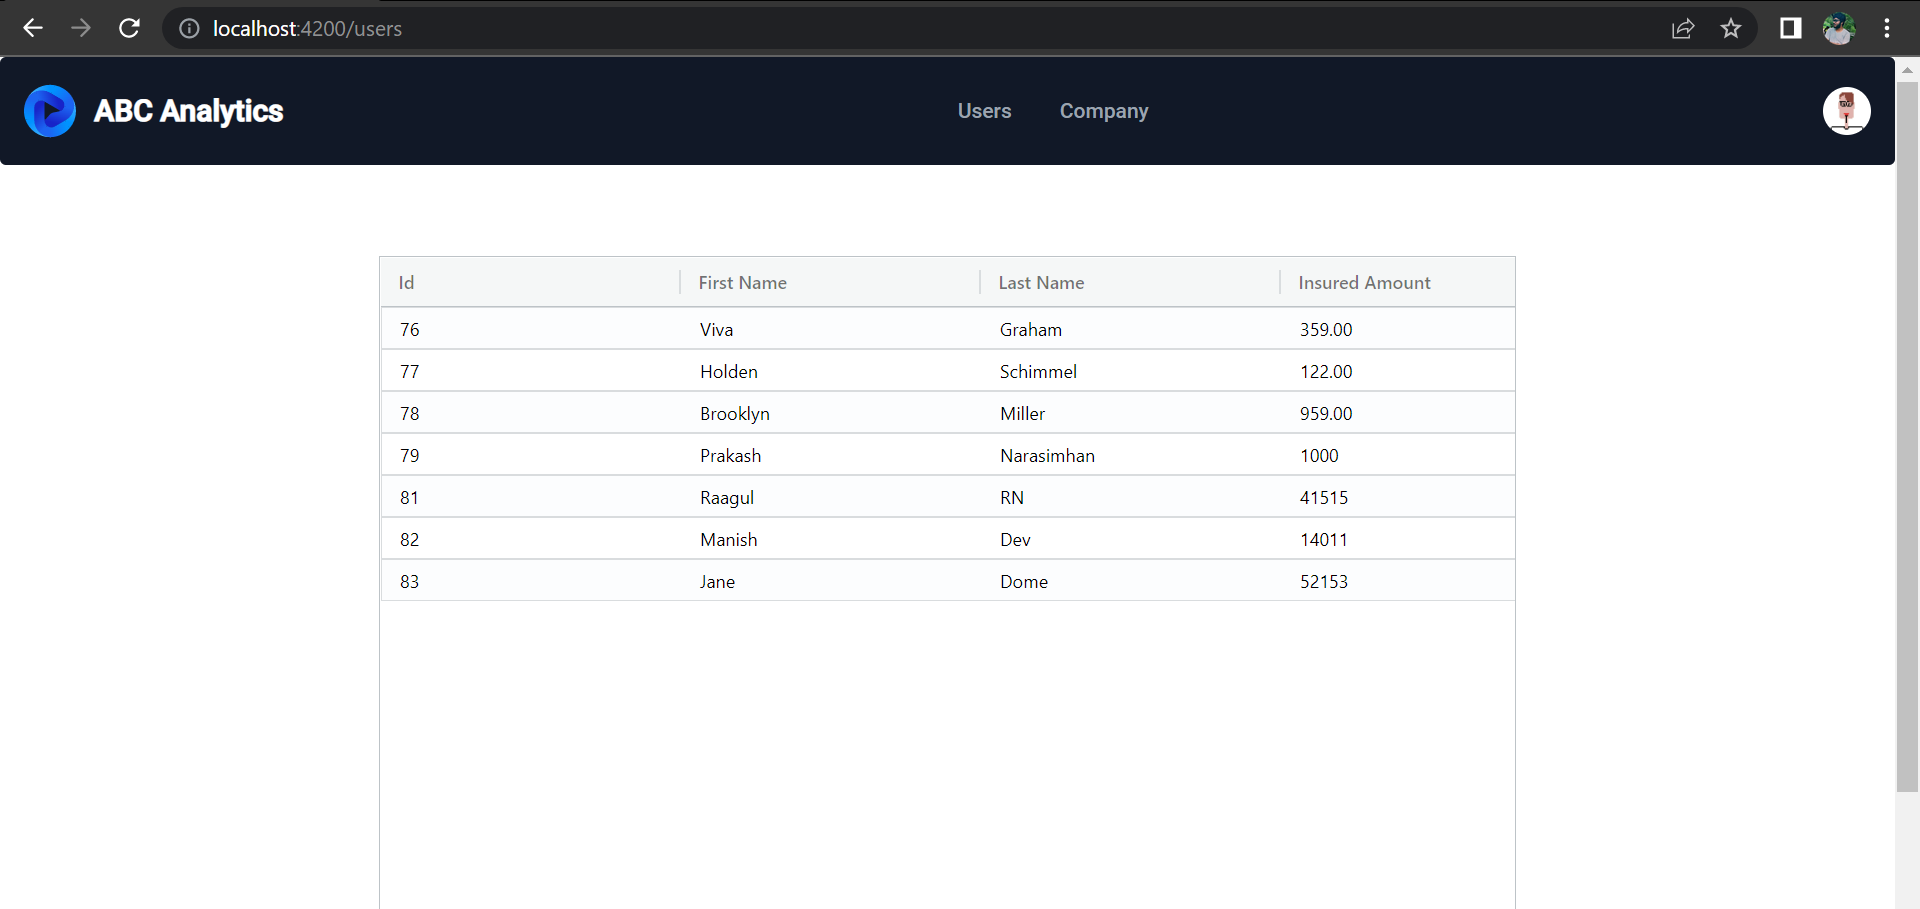 localhost:4200/users
ABC Analytics Users Company
Id First Name Last Name Insured Amount
76 Viva Graham 359.00
77 Holden Schimmel 122.00
78 Brooklyn Miller 959.00
79 Prakash Narasimhan 1000
81 Raagul RN 41515
82 Manish Dev 14011
83 Jane Dome 52153